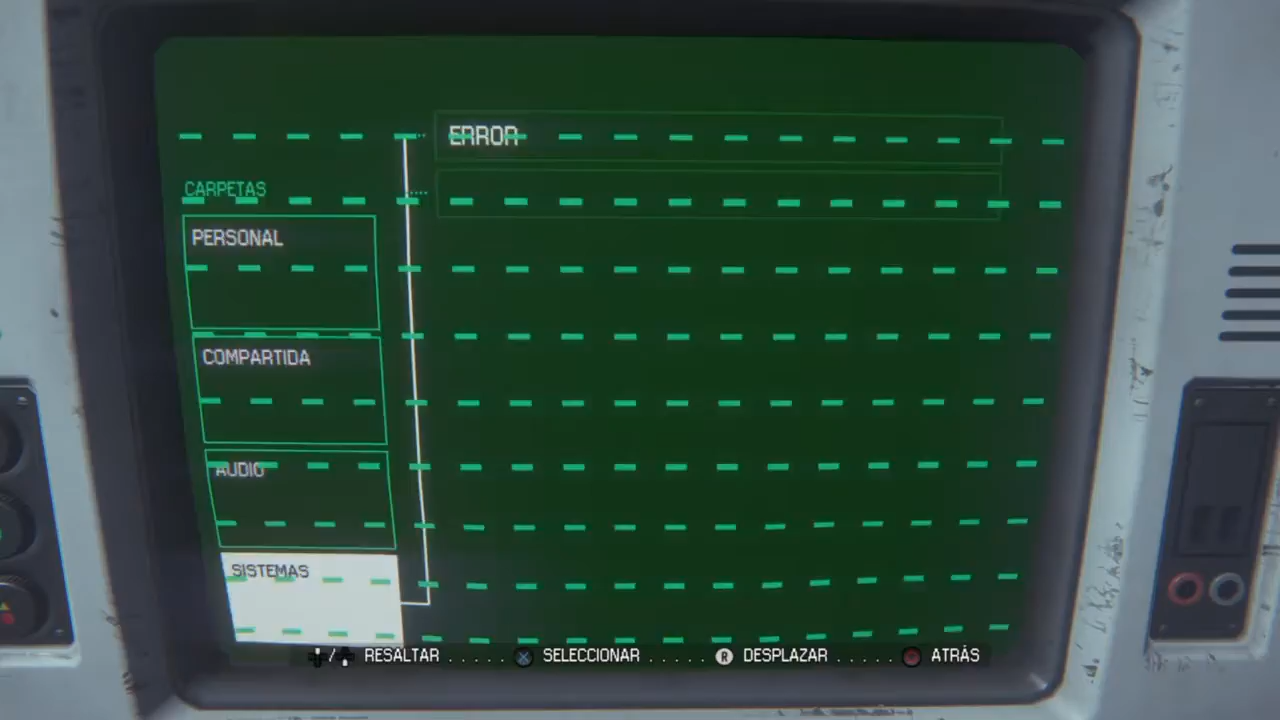 ERROR
CARPETAS
PERSONAL
COMPARTIDA
AUDIO
SISTEMAS
/ RESALTAR . . . . . SELECCIONAR . . . . . R DESPLAZAR . . . . . ATRÁS